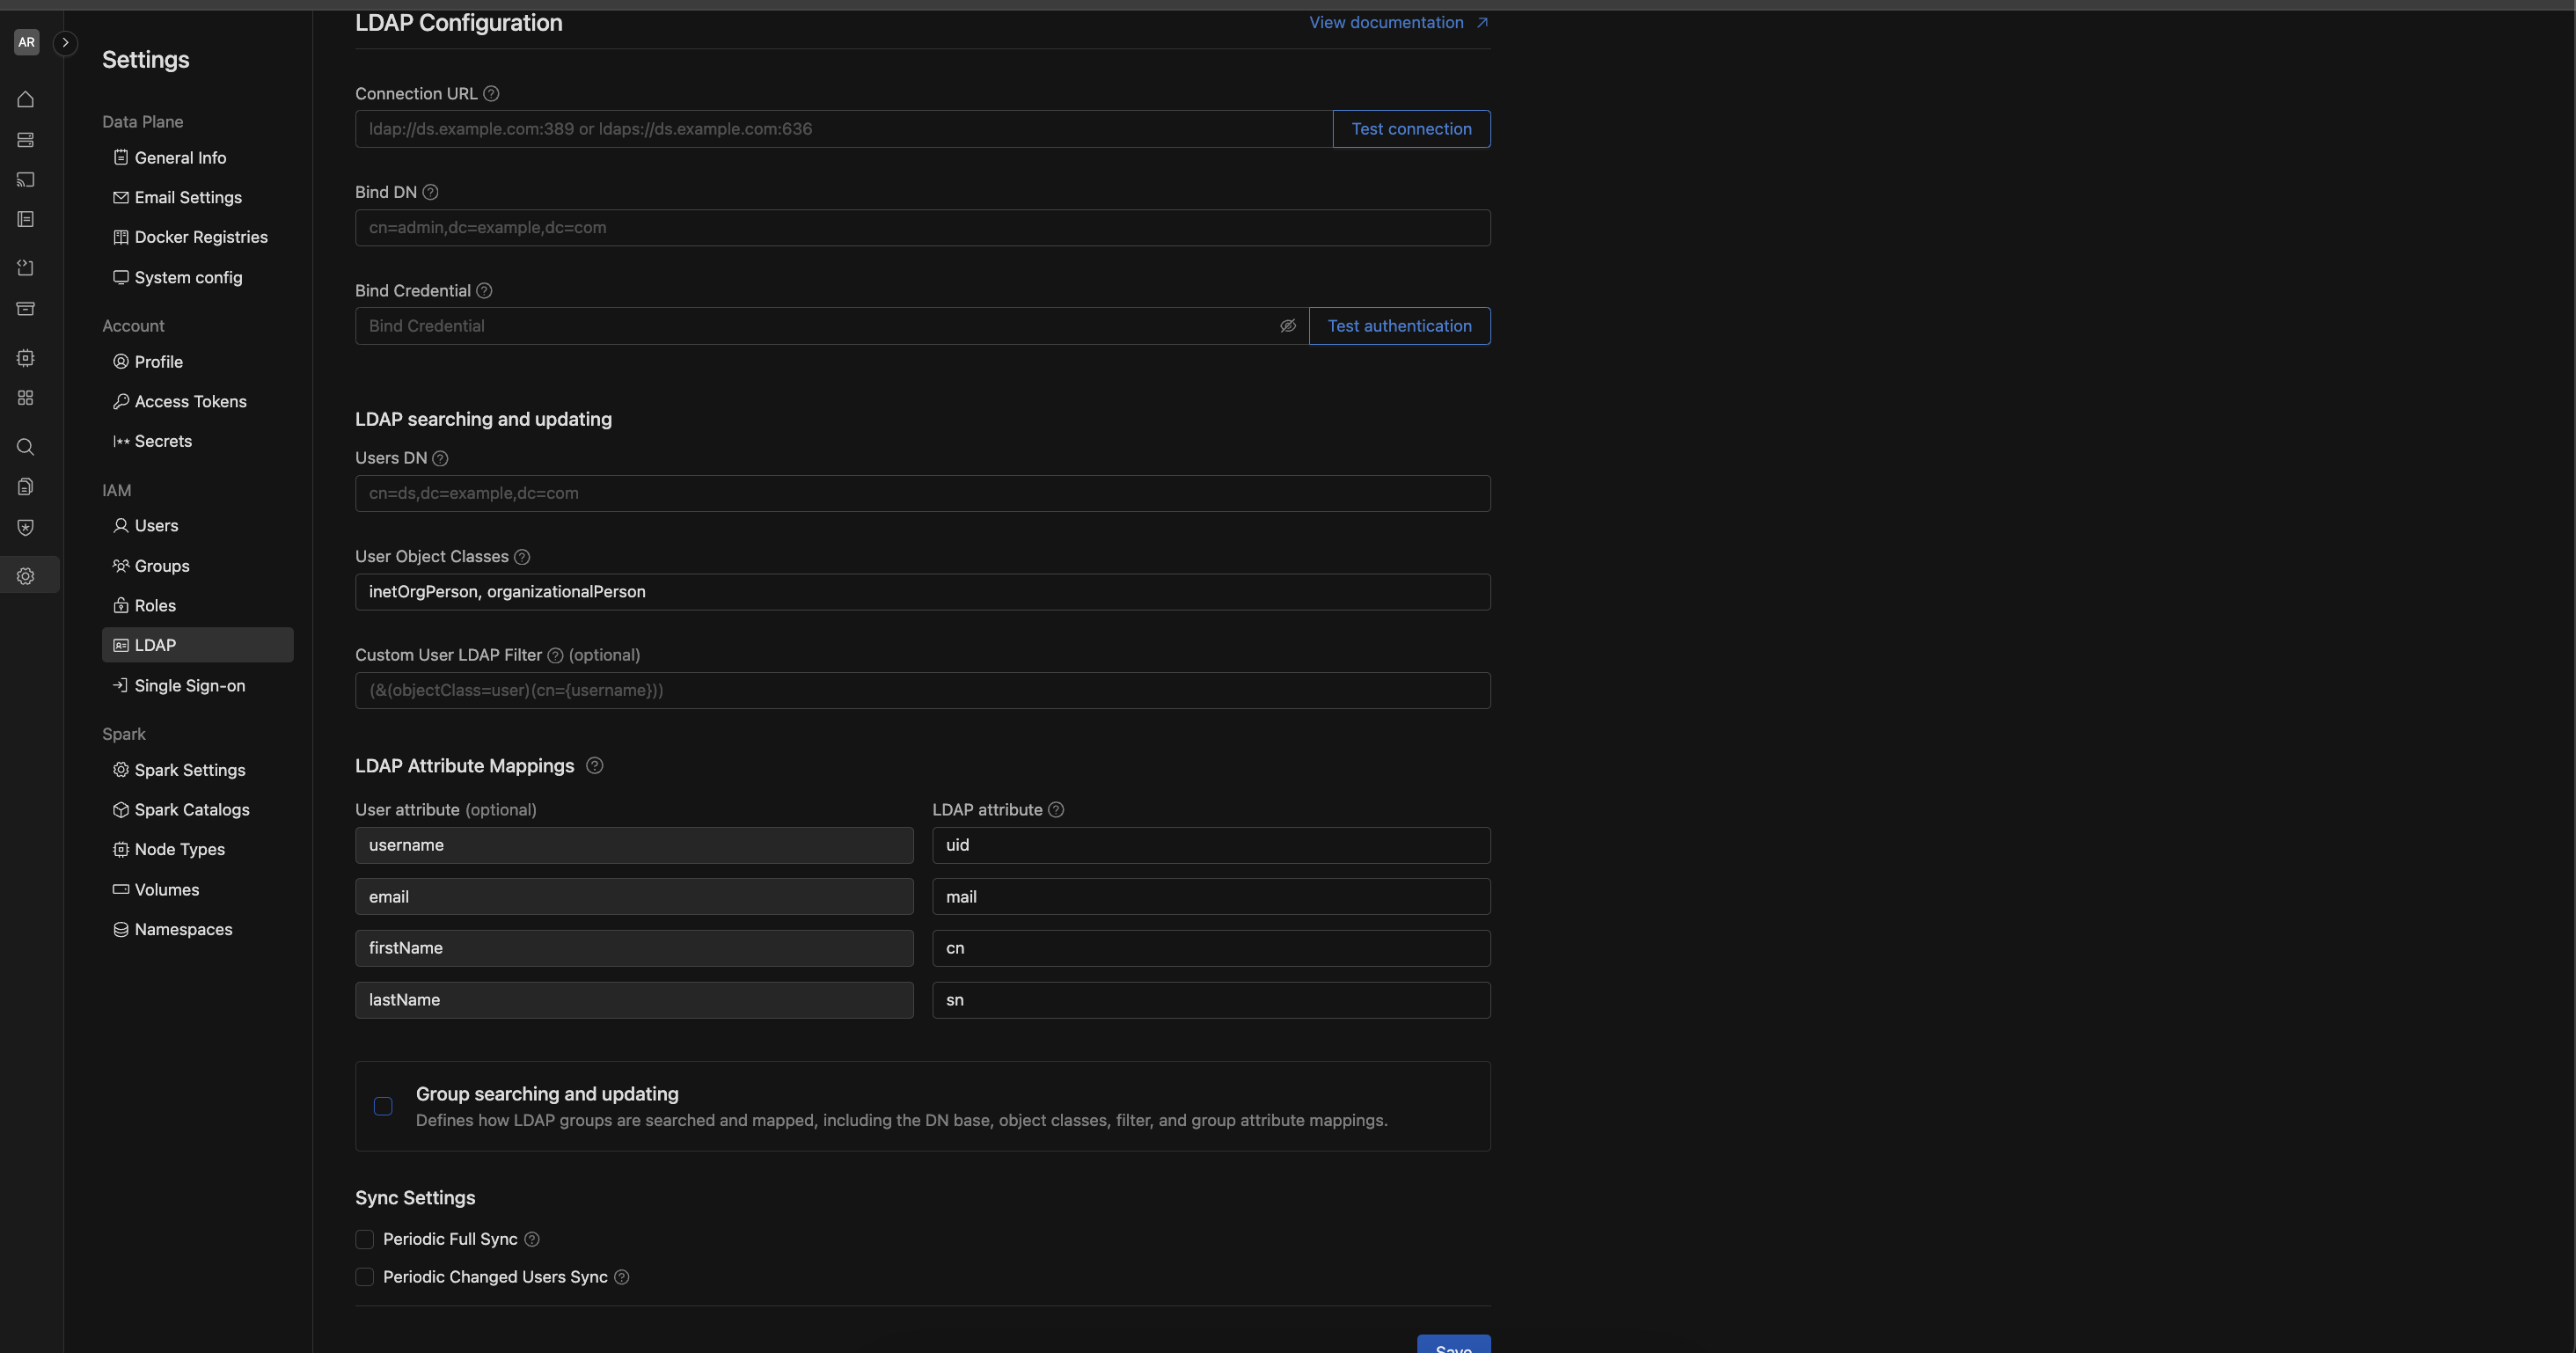 AR
Settings
Data Plane
General Info
Email Settings
Docker Registries
System config
Account
Profile
Access Tokens
Secrets
IAM
Users
Groups
Roles
LDAP
Single Sign-on
Spark
Spark Settings
Spark Catalogs
Node Types
Volumes
Namespaces
LDAP Configuration
View documentation
Connection URL
ldap://ds.example.com:389 or ldaps://ds.example.com:636
Test connection
Bind DN
cn=admin,dc=example,dc=com
Bind Credential
Bind Credential
Test authentication
LDAP searching and updating
Users DN
cn=ds,dc=example,dc=com
User Object Classes
inetOrgPerson, organizationalPerson
Custom User LDAP Filter (optional)
(&(objectClass=user)(cn={username}))
LDAP Attribute Mappings
User attribute (optional)
LDAP attribute
username
uid
email
mail
firstName
cn
lastName
sn
Group searching and updating
Defines how LDAP groups are searched and mapped, including the DN base, object classes, filter, and group attribute mappings.
Sync Settings
Periodic Full Sync
Periodic Changed Users Sync
Save